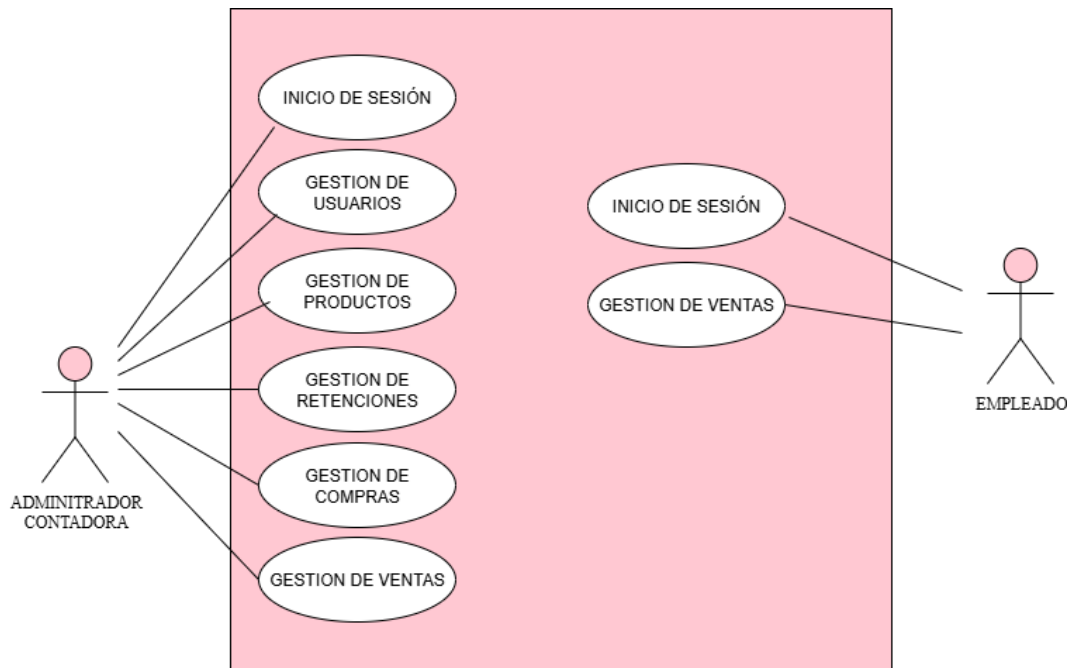 INICIO DE SESIÓN
GESTION DE
USUARIOS
GESTION DE
PRODUCTOS
GESTION DE
RETENCIONES
GESTION DE
COMPRAS
GESTION DE VENTAS
ADMINITRADOR
CONTADORA
INICIO DE SESIÓN
GESTION DE VENTAS
EMPLEADO